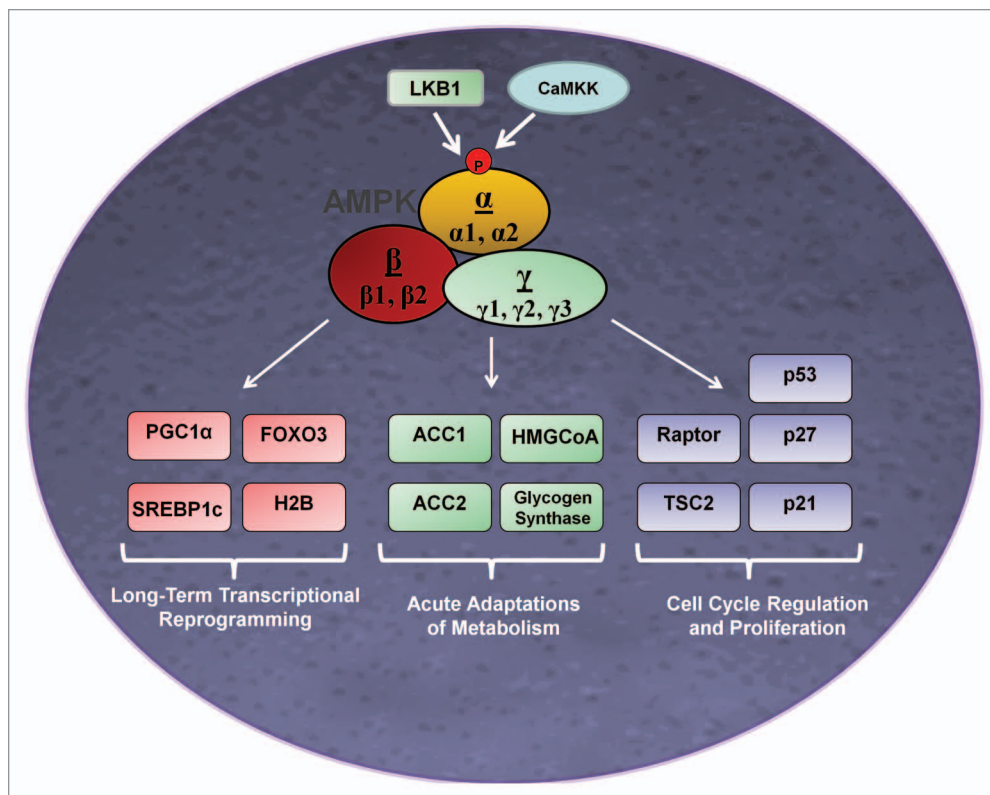 LKB1
CaMKK
P
AMPK
α
α1, α2
β
β1, β2
γ
γ1, γ2, γ3
p53
PGC1α
FOXO3
ACC1
HMGCoA
Raptor
p27
SREBP1c
H2B
ACC2
Glycogen
Synthase
TSC2
p21
Long-Term Transcriptional
Reprogramming
Acute Adaptations
of Metabolism
Cell Cycle Regulation
and Proliferation